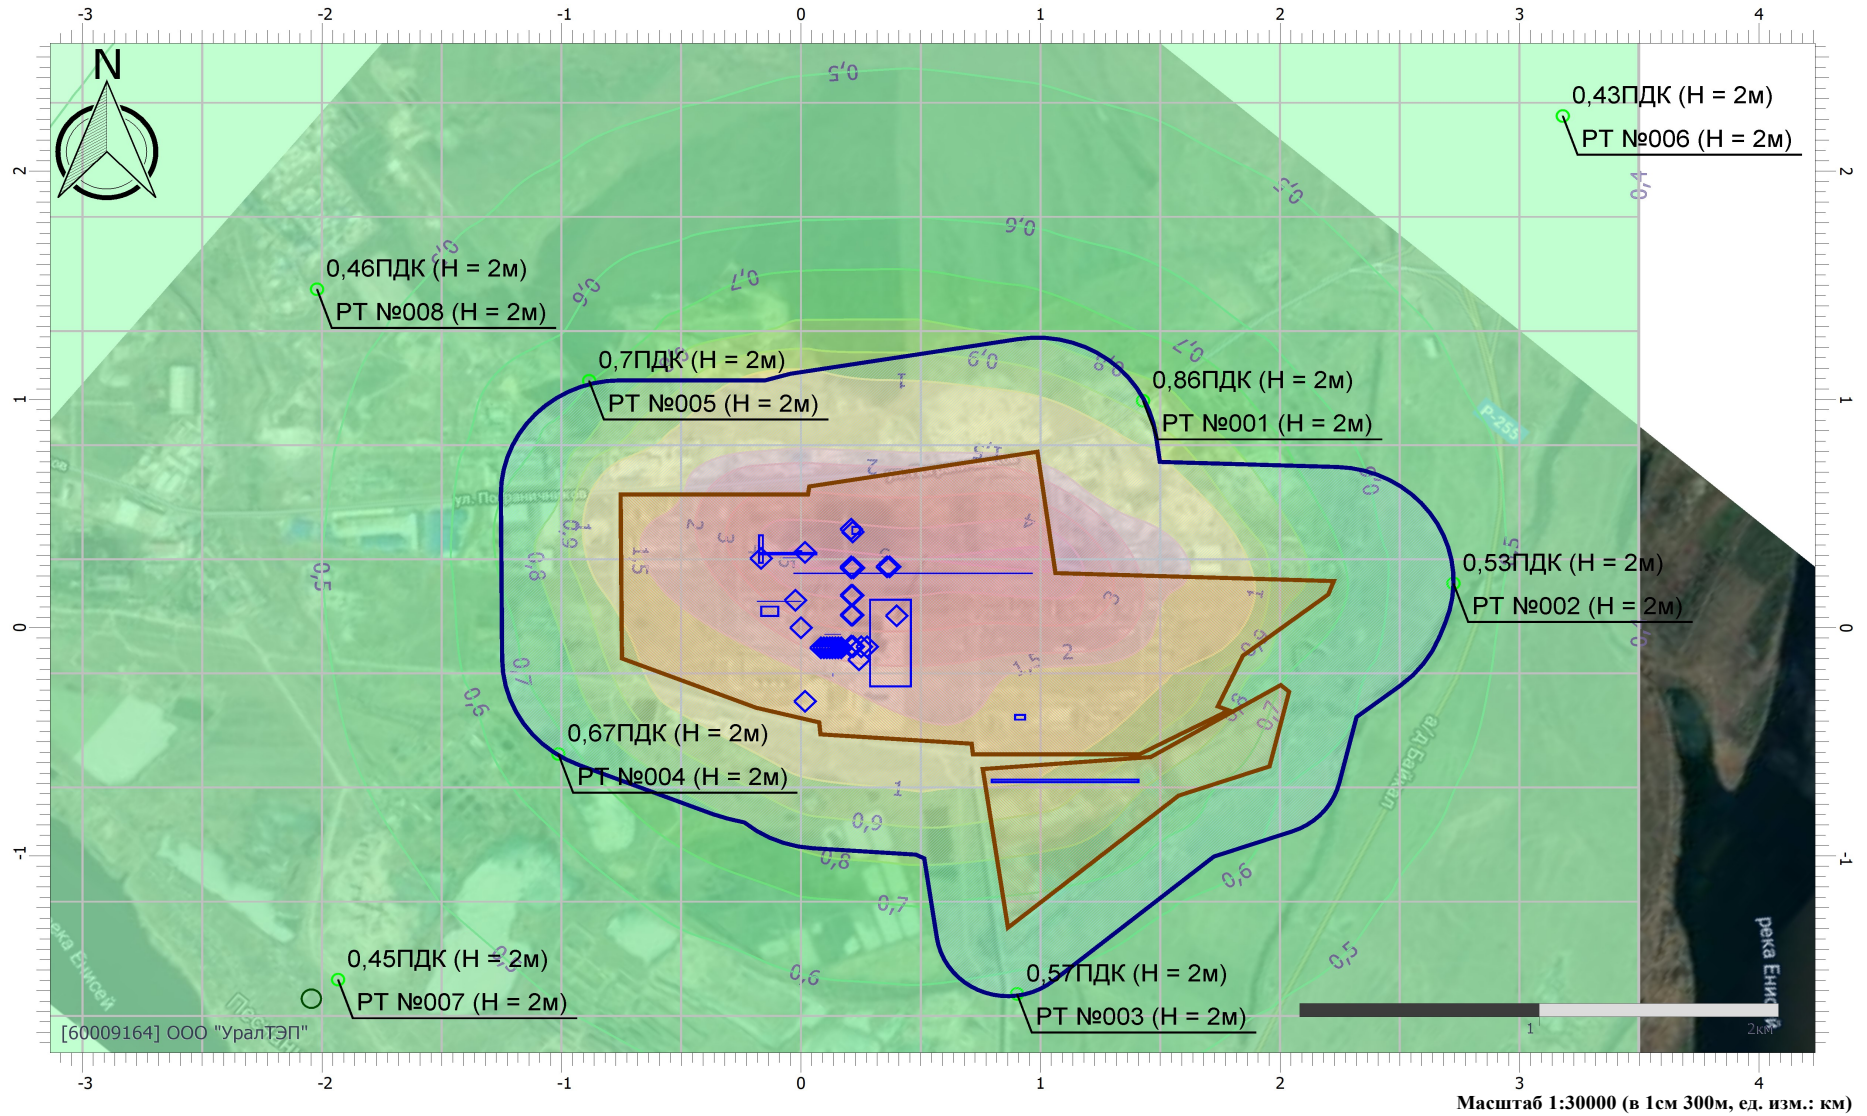 -3 -2 -1 0 1 2 3 4
N
0,5
0,43ПДК (H = 2м)
РТ №006 (H = 2м)
2
2
0,4
0,5
0,6
0,5
0,46ПДК (H = 2м)
РТ №008 (H = 2м)
0,7
0,6
0,7
0,9
0,8
0,7ПДК (H = 2м)
РТ №005 (H = 2м)
1
0,86ПДК (H = 2м)
РТ №001 (H = 2м)
1
1
Р-255
1,5
2
0,6
ул. Пограничников
4
2
3
1
0,9
0,8
1,5
0,5
0,53ПДК (H = 2м)
РТ №002 (H = 2м)
3
1
0
0
0,9
2
1,5
0,7
0,6
0,8
0,7
0,67ПДК (H = 2м)
РТ №004 (H = 2м)
а/д Байкал
1
0,9
0,8
-1
-1
0,6
0,7
река Енисей
0,45ПДК (H = 2м)
РТ №007 (H = 2м)
0,5
0,6
0,57ПДК (H = 2м)
РТ №003 (H = 2м)
0,5
река Енисей
[60009164] ООО "УралТЭП"
1 2км
-3 -2 -1 0 1 2 3 4
Масштаб 1:30000 (в 1см 300м, ед. изм.: км)